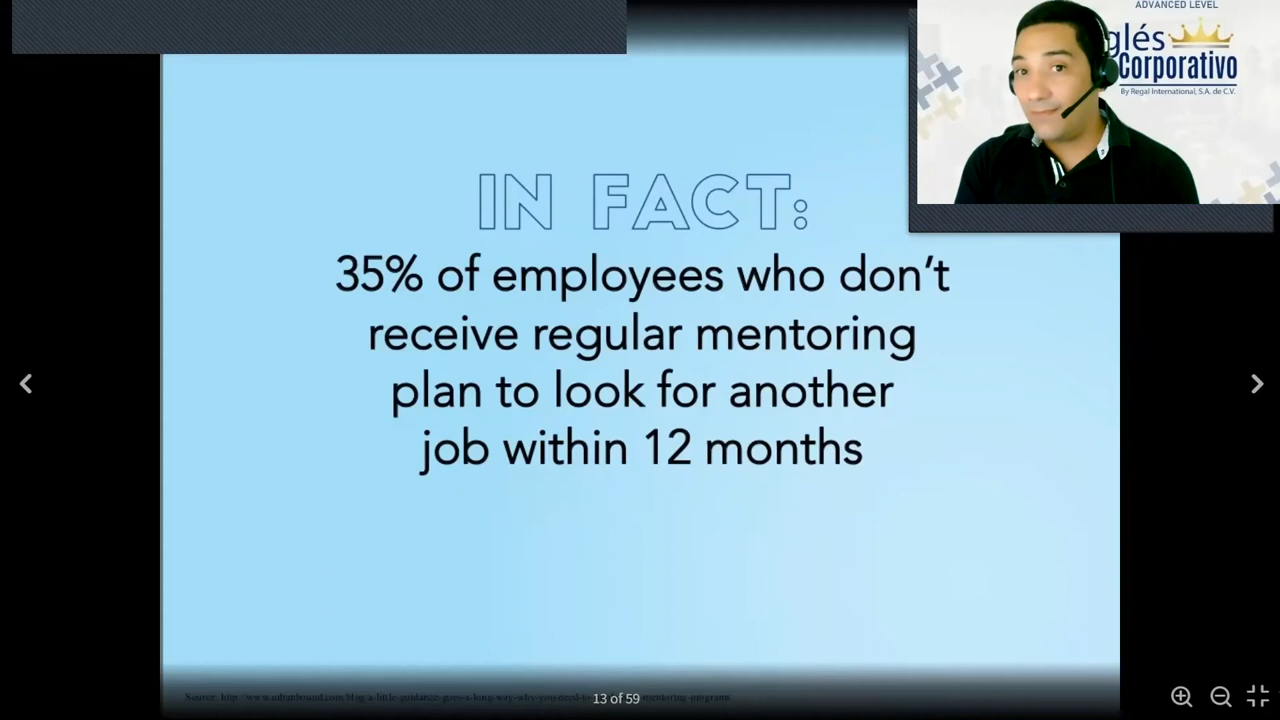 ADVANCED LEVEL
glés
Corporativo
By Regal International, S.A. de C.V.
IN FACT:
35% of employees who don't
receive regular mentoring
plan to look for another
job within 12 months
13 of 59